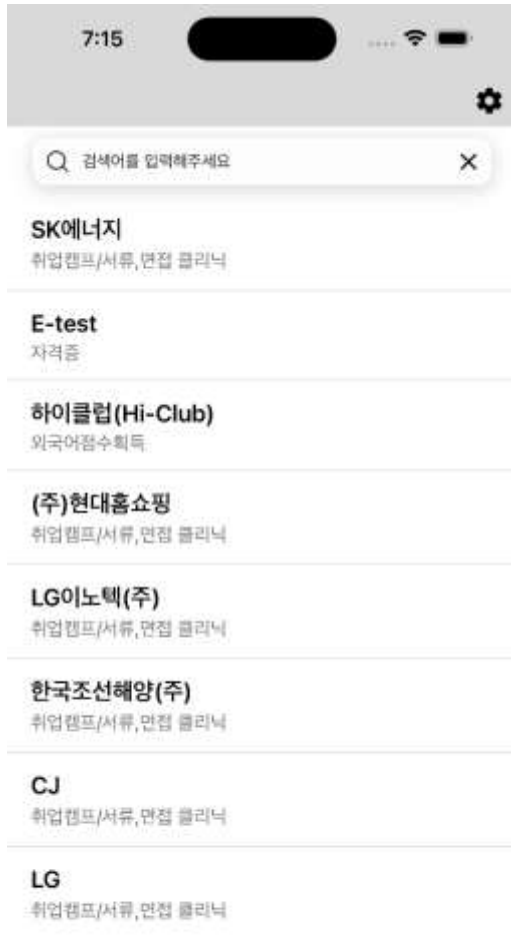 7:15
검색어를 입력해주세요
SK에너지
취업캠프/서류,면접 클리닉
E-test
자격증
하이클럽(Hi-Club)
외국어점수획득
(주)현대홈쇼핑
취업캠프/서류,면접 클리닉
LG이노텍(주)
취업캠프/서류,면접 클리닉
한국조선해양(주)
취업캠프/서류,면접 클리닉
CJ
취업캠프/서류,면접 클리닉
LG
취업캠프/서류,면접 클리닉